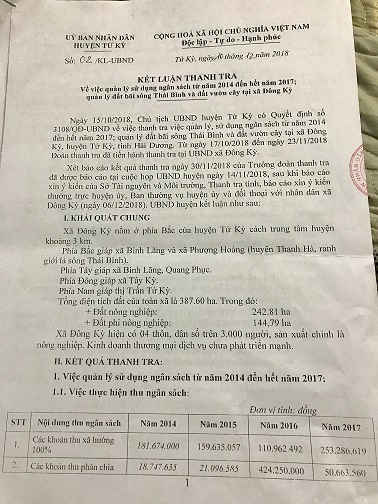 UỶ BAN NHÂN DÂN
HUYỆN TỨ KỲ
CỘNG HOÀ XÃ HỘI CHỦ NGHĨA VIỆT NAM
Độc lập - Tự do - Hạnh phúc
Số: 02/KL-UBND
Tứ Kỳ, ngày 10 tháng 12 năm 2018
KẾT LUẬN THANH TRA
Về việc quản lý sử dụng ngân sách từ năm 2014 đến hết năm 2017;
quản lý đất bãi sông Thái Bình và đất vườn cây tại xã Đông Kỳ
Ngày 15/10/2018, Chủ tịch UBND huyện Tứ Kỳ có Quyết định số
3108/QĐ-UBND về việc thanh tra việc quản lý, sử dụng ngân sách từ năm 2014
đến hết năm 2017; quản lý đất bãi sông Thái Bình và đất vườn cây tại xã Đông
Kỳ, huyện Tứ Kỳ, tỉnh Hải Dương. Từ ngày 17/10/2018 đến ngày 23/11/2018
Đoàn thanh tra đã tiến hành thanh tra tại UBND xã Đông Kỳ.
Xét báo cáo kết quả thanh tra ngày 30/11/2018 của Trưởng đoàn thanh tra
đã được báo cáo tại cuộc họp UBND huyện ngày 14/11/2018, sau khi báo cáo
xin ý kiến của Sở Tài nguyên và Môi trường, Thanh tra tỉnh, báo cáo xin ý kiến
thường trực huyện ủy, Ban thường vụ huyện ủy và đối thoại với nhân dân xã
Đông Kỳ (ngày 06/12/2018), UBND huyện kết luận như sau:
I. KHÁI QUÁT CHUNG
Xã Đông Kỳ nằm ở phía Bắc của huyện Tứ Kỳ cách trung tâm huyện
khoảng 3 km.
Phía Bắc giáp xã Bình Lãng và xã Phượng Hoàng (huyện Thanh Hà, ranh
giới là sông Thái Bình).
Phía Tây giáp xã Bình Lãng, Quang Phục.
Phía Đông giáp xã Tây Kỳ.
Phía Nam giáp thị Trấn Tứ Kỳ.
Tổng diện tích đất của toàn xã là 387.60 ha. Trong đó:
+ Đất nông nghiệp: 242.81 ha
+ Đất phi nông nghiệp: 144.79 ha
Xã Đông Kỳ hiện có 04 thôn, dân số trên 3.000 người, sản xuất chính là
nông nghiệp. Kinh doanh thương mại dịch vụ chưa phát triển mạnh.
II. KẾT QUẢ THANH TRA:
1. Việc quản lý sử dụng ngân sách từ năm 2014 đến hết năm 2017;
1.1. Việc thực hiện thu ngân sách:
Đơn vị tính: đồng
STT Nội dung thu ngân sách Năm 2014 Năm 2015 Năm 2016 Năm 2017
1. Các khoản thu xã hưởng 100% 181.674.000 159.635.057 110.962.492 253.286.619
2. Các khoản thu phân chia 18.747.635 21.096.585 424.250.000 50.663.560
1